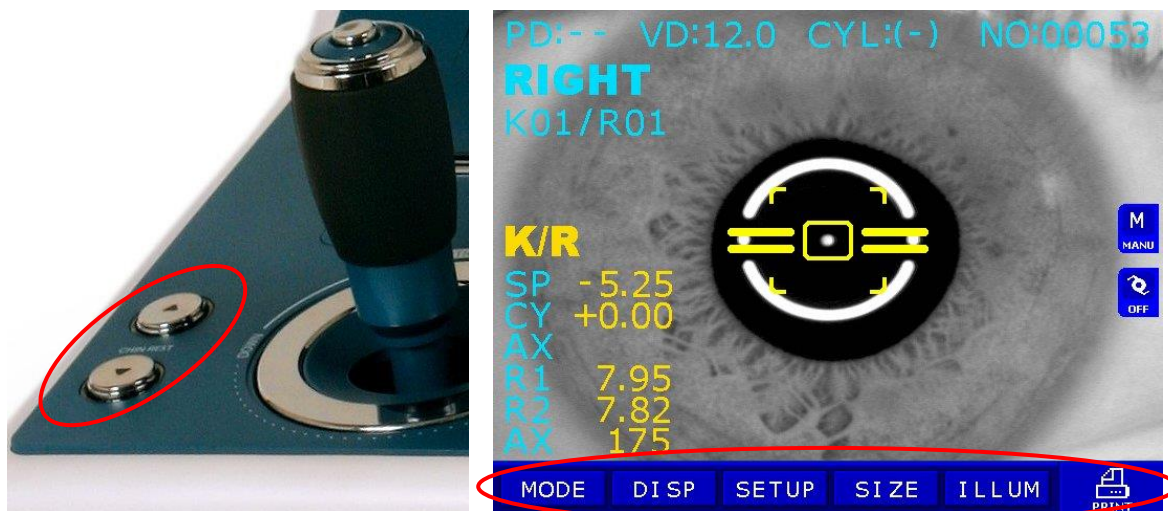 CHIN REST
DOWN
PD:-- VD:12.0 CYL:(-) NO:00053
RIGHT
K01/R01
M
MANU
K/R
SP -5.25
CY +0.00
OFF
AX
R1 7.95
R2 7.82
AX 175
MODE DISP SETUP SIZE ILLUM PRINT